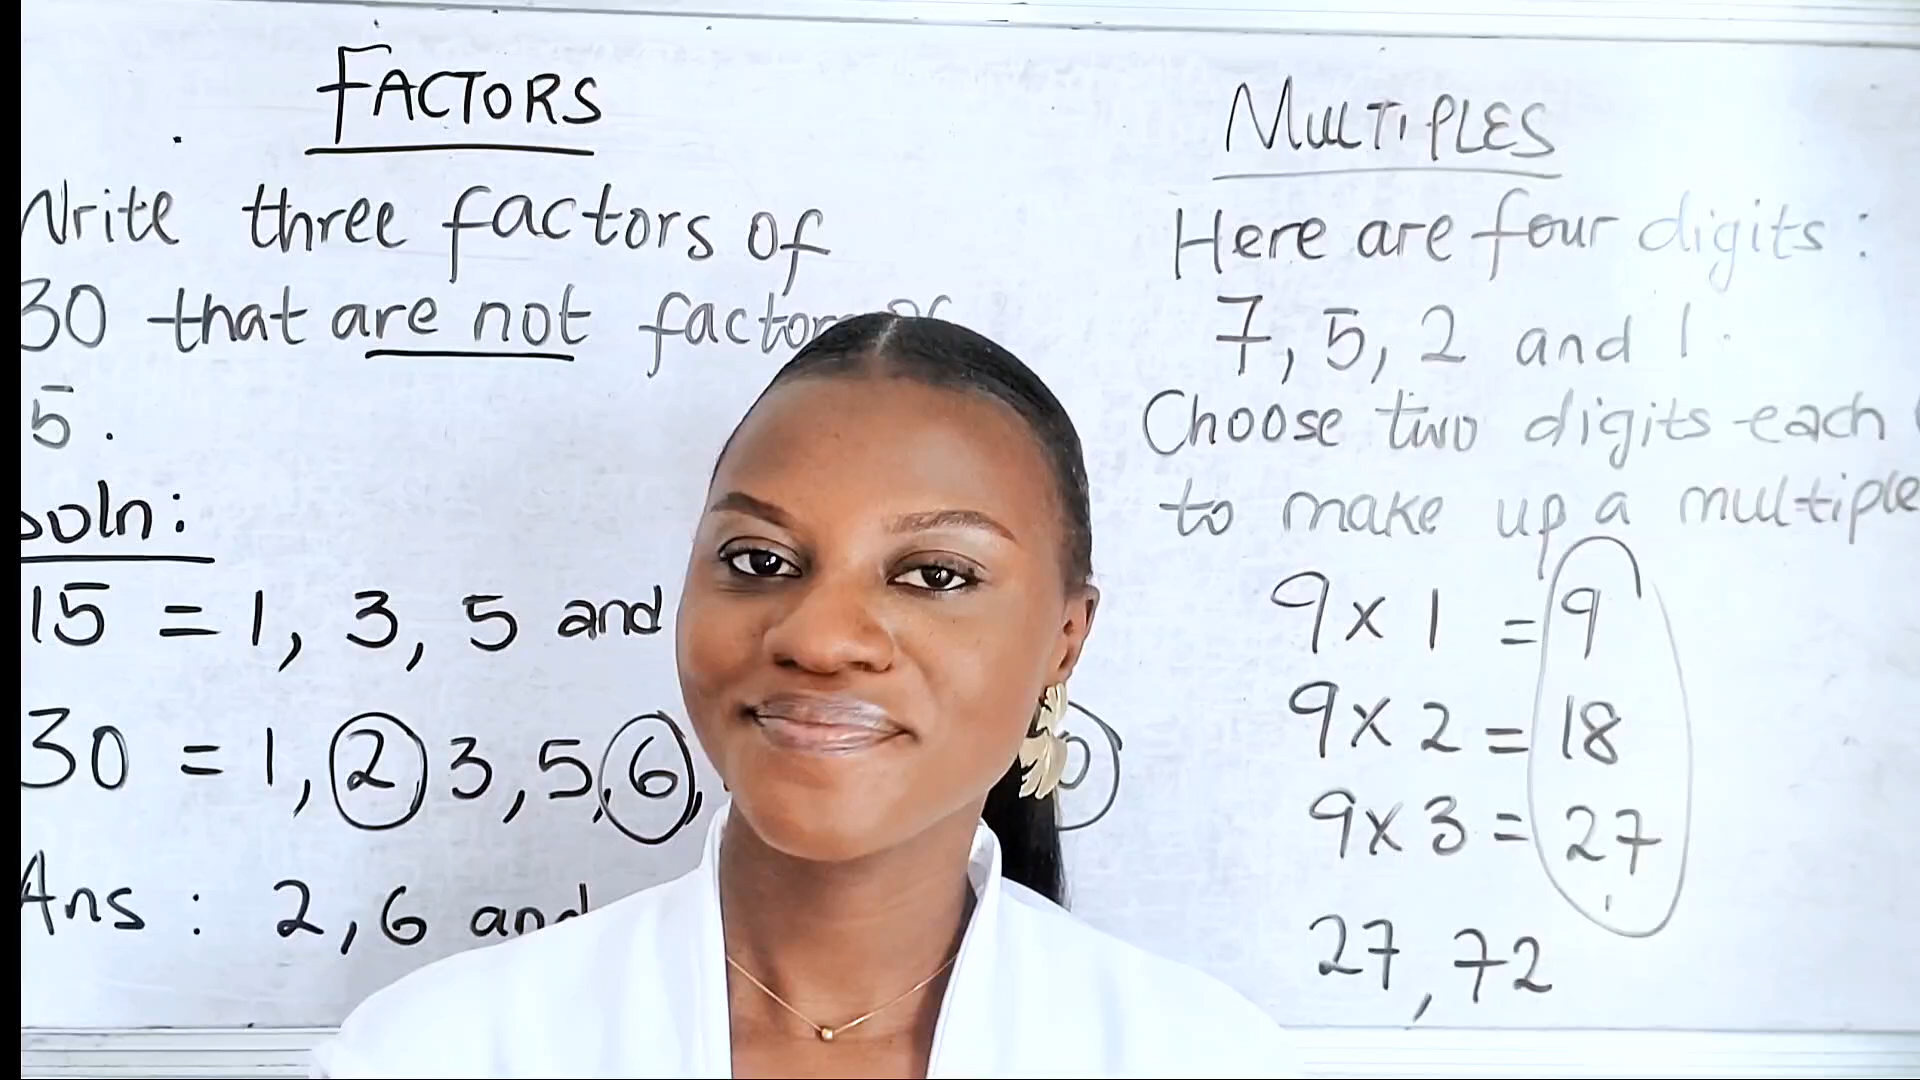 FACTORS
Write three factors of
30 that are not factors of
5.
Soln:
15 = 1, 3, 5 and
30 = 1, 2 3, 5, 6,
Ans : 2, 6 and
MULTIPLES
Here are four digits :
7, 5, 2 and 1.
Choose two digits each
to make up a multiple
9 x 1 = 9
9 x 2 = 18
9 x 3 = 27
27, 72